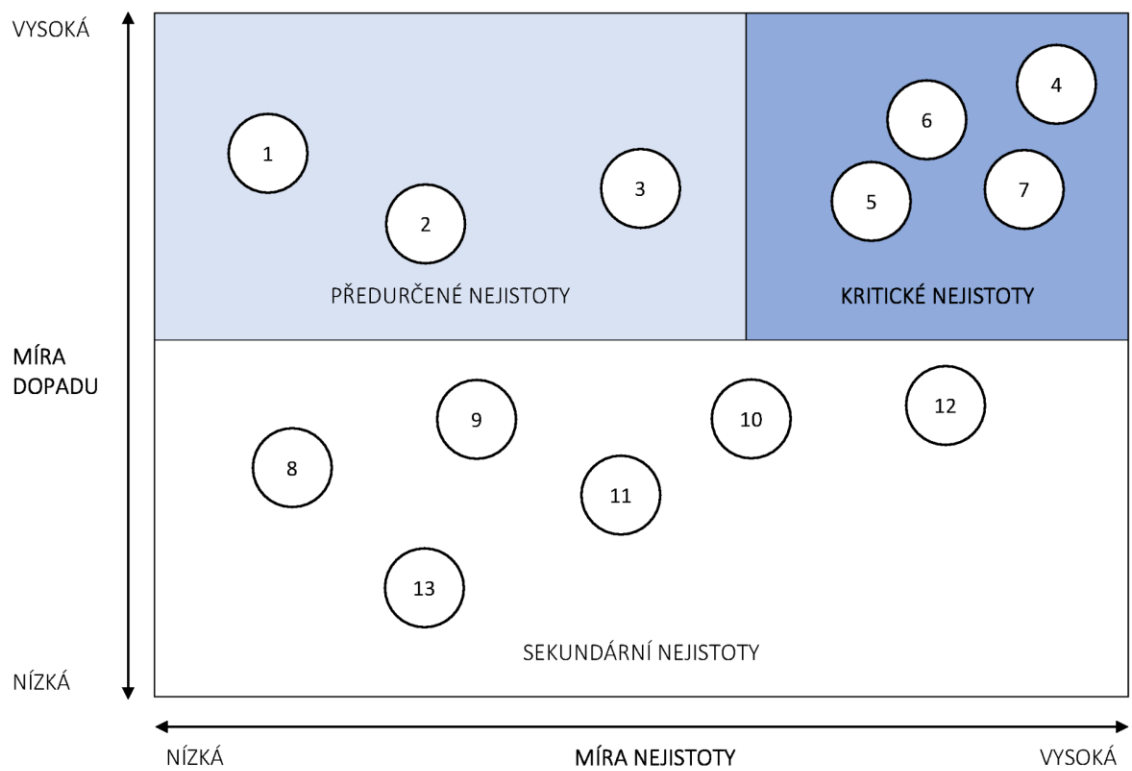 VYSOKÁ
4
6
1
3
7
5
2
PŘEDURČENÉ NEJISTOTY
KRITICKÉ NEJISTOTY
MÍRA
DOPADU
12
9
10
8
11
13
SEKUNDÁRNÍ NEJISTOTY
NÍZKÁ
NÍZKÁ
MÍRA NEJISTOTY
VYSOKÁ